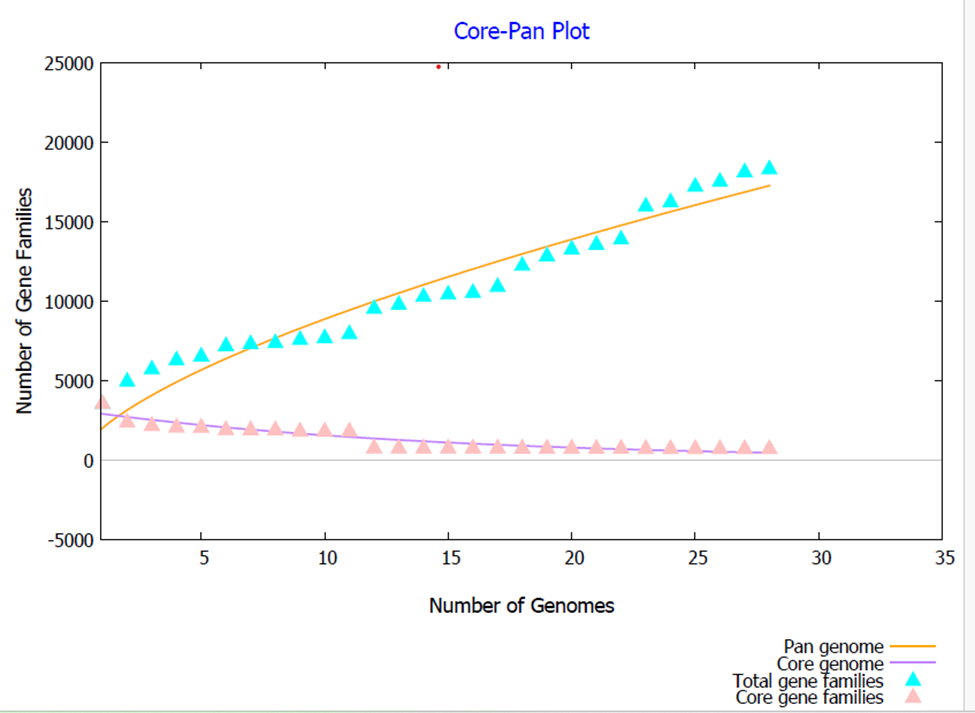 Core-Pan Plot
25000
20000
15000
10000
5000
0
-5000
Number of Gene Families
5 10 15 20 25 30 35
Number of Genomes
Pan genome
Core genome
Total gene families
Core gene families